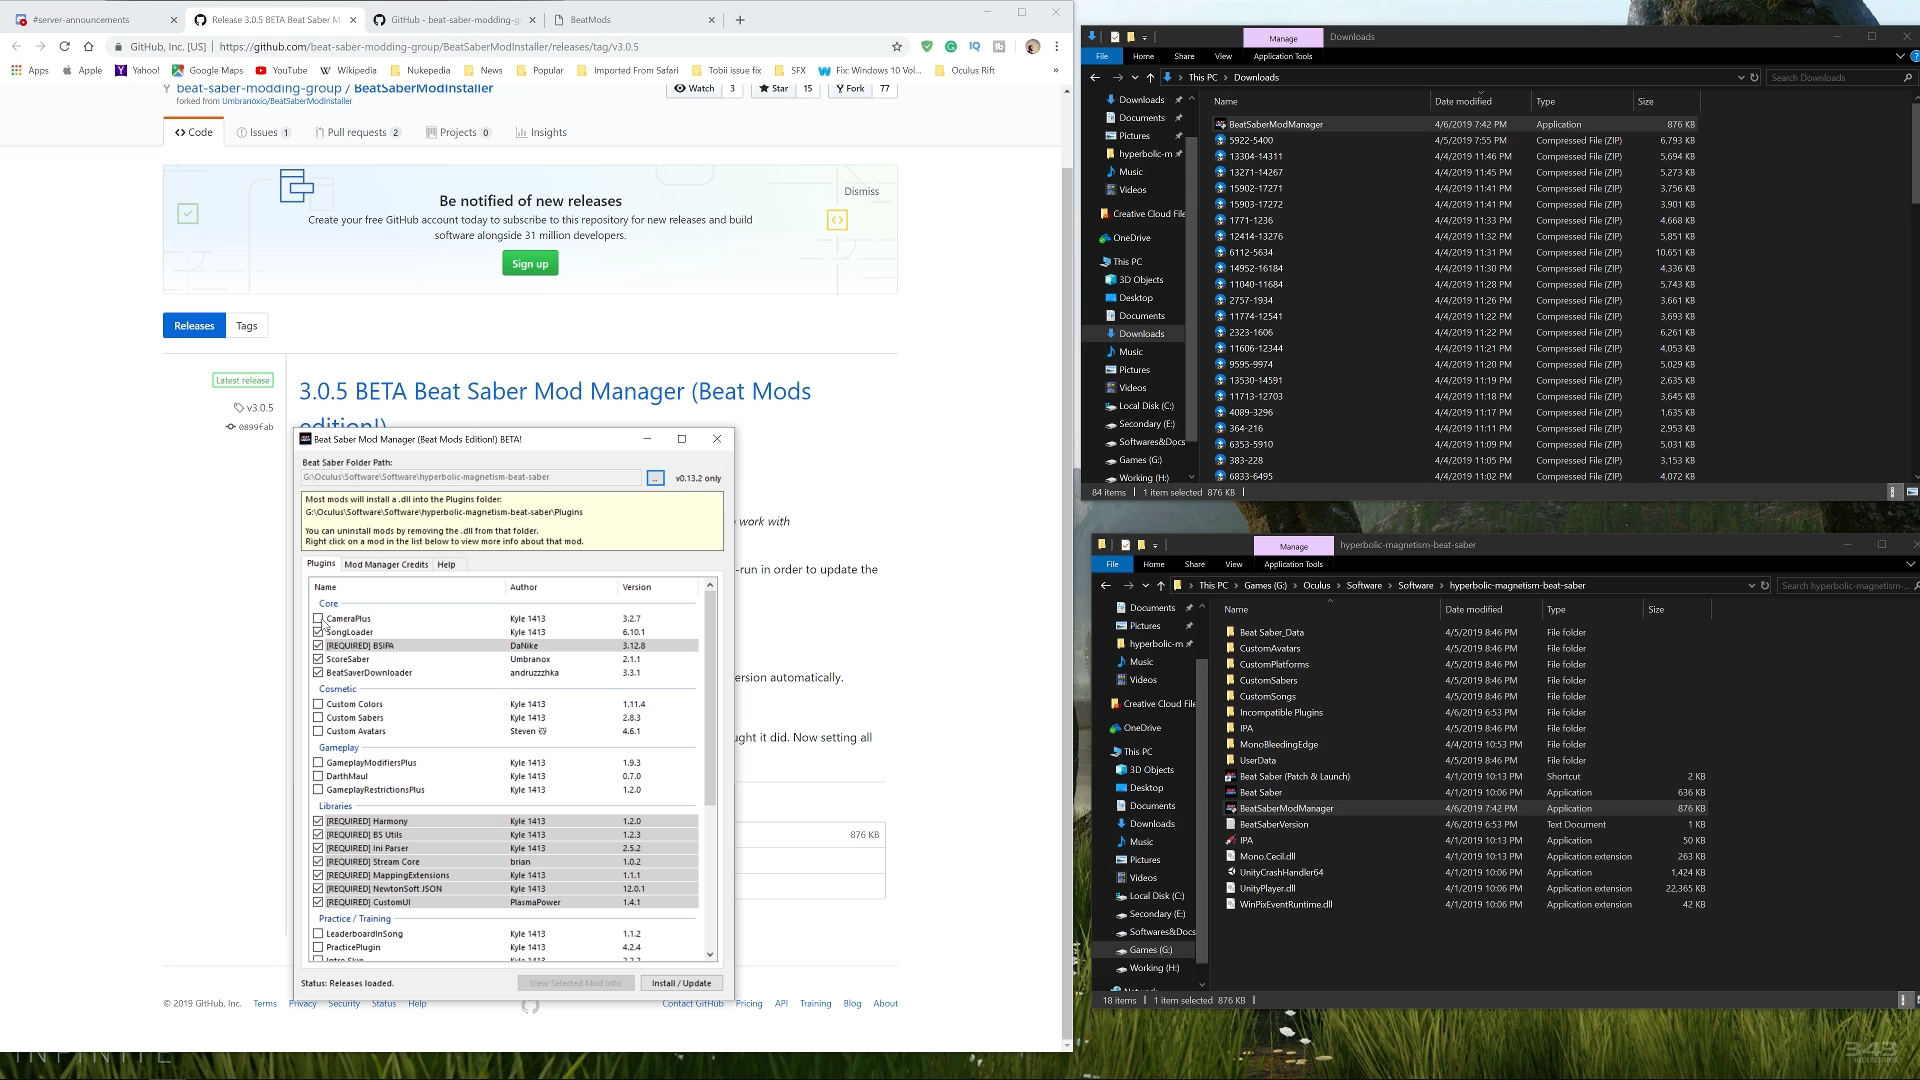 #server-announcements
Release 3.0.5 BETA Beat Saber M
GitHub - beat-saber-modding-g
BeatMods
GitHub, Inc. [US]
https://github.com/beat-saber-modding-group/BeatSaberModInstaller/releases/tag/v3.0.5
Apps
Apple
Yahoo!
Google Maps
YouTube
Wikipedia
Nukepedia
News
Popular
Imported From Safari
Tobii issue fix
SFX
Fix: Windows 10 Vol...
Oculus Rift
beat-saber-modding-group / BeatSaberModInstaller
forked from Umbranoxio/BeatSaberModInstaller
Watch 3
Star 15
Fork 77
Code
Issues 1
Pull requests 2
Projects 0
Insights
Be notified of new releases
Dismiss
Create your free GitHub account today to subscribe to this repository for new releases and build
software alongside 31 million developers.
Sign up
Releases
Tags
Latest release
v3.0.5
0899fab
3.0.5 BETA Beat Saber Mod Manager (Beat Mods
edition!)
work with
-run in order to update the
ersion automatically.
ught it did. Now setting all
876 KB
© 2019 GitHub, Inc.
Terms
Privacy
Security
Status
Help
Contact GitHub
Pricing
API
Training
Blog
About
Beat Saber Mod Manager (Beat Mods Edition!) BETA!
Beat Saber Folder Path:
G:\Oculus\Software\Software\hyperbolic-magnetism-beat-saber
..
v0.13.2 only
Most mods will install a .dll into the Plugins folder:
G:\Oculus\Software\Software\hyperbolic-magnetism-beat-saber\Plugins
You can uninstall mods by removing the .dll from that folder.
Right click on a mod in the list below to view more info about that mod.
Plugins
Mod Manager Credits
Help
Name Author Version
Core
CameraPlus Kyle 1413 3.2.7
SongLoader Kyle 1413 6.10.1
[REQUIRED] BSIPA DaNike 3.12.8
ScoreSaber Umbranox 2.1.1
BeatSaverDownloader andruzzzhka 3.3.1
Cosmetic
Custom Colors Kyle 1413 1.11.4
Custom Sabers Kyle 1413 2.8.3
Custom Avatars Steven 4.6.1
Gameplay
GameplayModifiersPlus Kyle 1413 1.9.3
DarthMaul Kyle 1413 0.7.0
GameplayRestrictionsPlus Kyle 1413 1.2.0
Libraries
[REQUIRED] Harmony Kyle 1413 1.2.0
[REQUIRED] BS Utils Kyle 1413 1.2.3
[REQUIRED] Ini Parser Kyle 1413 2.5.2
[REQUIRED] Stream Core brian 1.0.2
[REQUIRED] MappingExtensions Kyle 1413 1.1.1
[REQUIRED] NewtonSoft JSON Kyle 1413 12.0.1
[REQUIRED] CustomUI PlasmaPower 1.4.1
Practice / Training
LeaderboardInSong Kyle 1413 1.1.2
PracticePlugin Kyle 1413 4.2.4
Intro Skip Kyle 1413 2.2.2
Status: Releases loaded.
View Selected Mod Info
Install / Update
Manage
Downloads
File
Home
Share
View
Application Tools
This PC > Downloads
Search Downloads
Downloads
Documents
Pictures
hyperbolic-m
Music
Videos
Creative Cloud File
OneDrive
This PC
3D Objects
Desktop
Documents
Downloads
Music
Pictures
Videos
Local Disk (C:)
Secondary (E:)
Softwares&Docs
Games (G:)
Working (H:)
Name Date modified Type Size
BeatSaberModManager 4/6/2019 7:42 PM Application 876 KB
5922-5400 4/5/2019 7:55 PM Compressed File (ZIP) 6,793 KB
13304-14311 4/4/2019 11:46 PM Compressed File (ZIP) 5,694 KB
13271-14267 4/4/2019 11:45 PM Compressed File (ZIP) 5,273 KB
15902-17271 4/4/2019 11:41 PM Compressed File (ZIP) 3,756 KB
15903-17272 4/4/2019 11:41 PM Compressed File (ZIP) 3,901 KB
1771-1236 4/4/2019 11:33 PM Compressed File (ZIP) 4,668 KB
12414-13276 4/4/2019 11:32 PM Compressed File (ZIP) 5,851 KB
6112-5634 4/4/2019 11:31 PM Compressed File (ZIP) 10,651 KB
14952-16184 4/4/2019 11:30 PM Compressed File (ZIP) 4,336 KB
11040-11684 4/4/2019 11:28 PM Compressed File (ZIP) 5,743 KB
2757-1934 4/4/2019 11:26 PM Compressed File (ZIP) 3,661 KB
11774-12541 4/4/2019 11:22 PM Compressed File (ZIP) 3,693 KB
2323-1606 4/4/2019 11:22 PM Compressed File (ZIP) 6,261 KB
11606-12344 4/4/2019 11:21 PM Compressed File (ZIP) 4,053 KB
9595-9974 4/4/2019 11:20 PM Compressed File (ZIP) 5,029 KB
13530-14591 4/4/2019 11:19 PM Compressed File (ZIP) 2,635 KB
11713-12703 4/4/2019 11:18 PM Compressed File (ZIP) 3,645 KB
4089-3296 4/4/2019 11:17 PM Compressed File (ZIP) 1,635 KB
364-216 4/4/2019 11:11 PM Compressed File (ZIP) 2,953 KB
6353-5910 4/4/2019 11:09 PM Compressed File (ZIP) 5,031 KB
383-228 4/4/2019 11:05 PM Compressed File (ZIP) 3,153 KB
6833-6495 4/4/2019 11:02 PM Compressed File (ZIP) 4,072 KB
84 items
1 item selected 876 KB
Manage
hyperbolic-magnetism-beat-saber
File
Home
Share
View
Application Tools
This PC > Games (G:) > Oculus > Software > Software > hyperbolic-magnetism-beat-saber
Search hyperbolic-magnetism-...
Documents
Pictures
hyperbolic-m
Music
Videos
Creative Cloud File
OneDrive
This PC
3D Objects
Desktop
Documents
Downloads
Music
Pictures
Videos
Local Disk (C:)
Secondary (E:)
Softwares&Docs
Games (G:)
Working (H:)
Network
Name Date modified Type Size
Beat Saber_Data 4/5/2019 8:46 PM File folder
CustomAvatars 4/5/2019 8:46 PM File folder
CustomPlatforms 4/5/2019 8:46 PM File folder
CustomSabers 4/5/2019 8:46 PM File folder
CustomSongs 4/5/2019 8:46 PM File folder
Incompatible Plugins 4/6/2019 6:53 PM File folder
IPA 4/5/2019 8:46 PM File folder
MonoBleedingEdge 4/4/2019 10:53 PM File folder
UserData 4/5/2019 8:46 PM File folder
Beat Saber (Patch & Launch) 4/1/2019 10:13 PM Shortcut 2 KB
Beat Saber 4/1/2019 10:06 PM Application 636 KB
BeatSaberModManager 4/6/2019 7:42 PM Application 876 KB
BeatSaberVersion 4/6/2019 6:53 PM Text Document 1 KB
IPA 4/1/2019 10:13 PM Application 50 KB
Mono.Cecil.dll 4/1/2019 10:13 PM Application extension 263 KB
UnityCrashHandler64 4/1/2019 10:06 PM Application 1,424 KB
UnityPlayer.dll 4/1/2019 10:06 PM Application extension 22,365 KB
WinPixEventRuntime.dll 4/1/2019 10:06 PM Application extension 42 KB
18 items
1 item selected 876 KB
INFINITE
343
INDUSTRIES